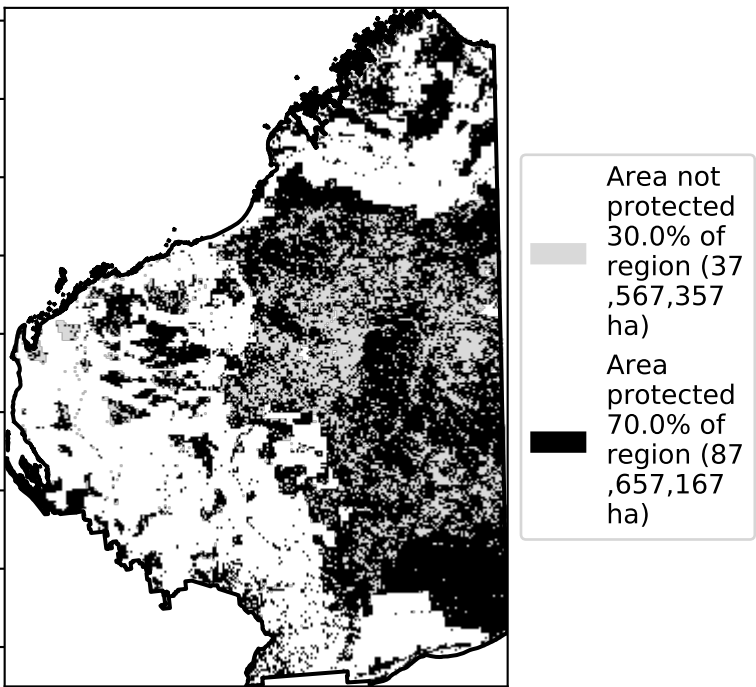 Area not
protected
30.0% of
region (37
,567,357
ha)
Area
protected
70.0% of
region (87
,657,167
ha)